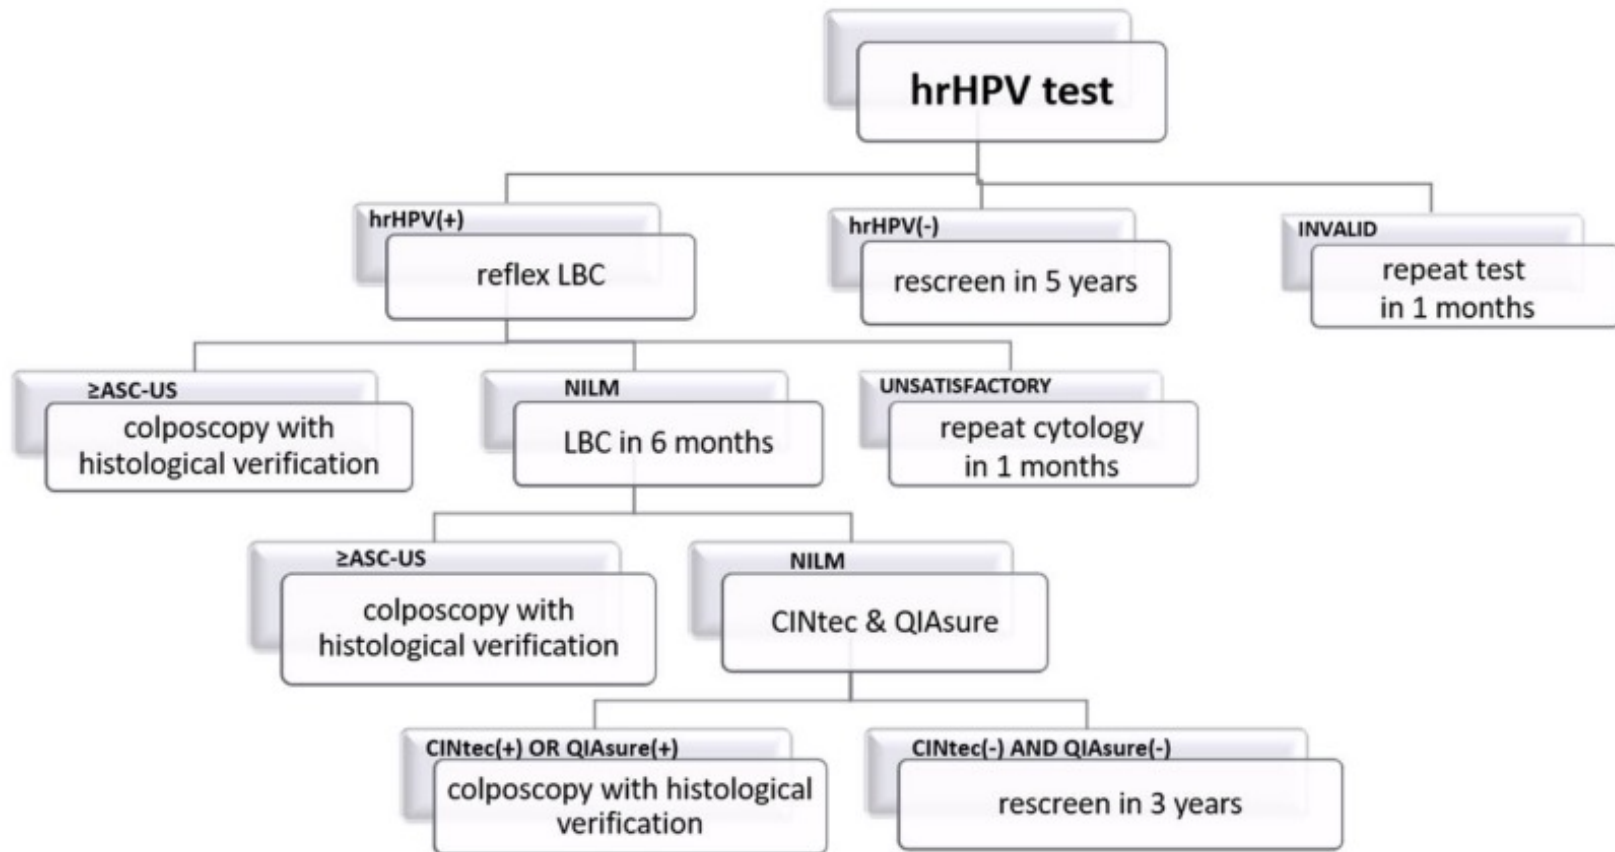 hrHPV test
hrHPV(+)
reflex LBC
hrHPV(-)
rescreen in 5 years
INVALID
repeat test
in 1 months
≥ASC-US
colposcopy with
histological verification
NILM
LBC in 6 months
UNSATISFACTORY
repeat cytology
in 1 months
≥ASC-US
colposcopy with
histological verification
NILM
CINtec & QIAsure
CINtec(+) OR QIAsure(+)
colposcopy with histological
verification
CINtec(-) AND QIAsure(-)
rescreen in 3 years